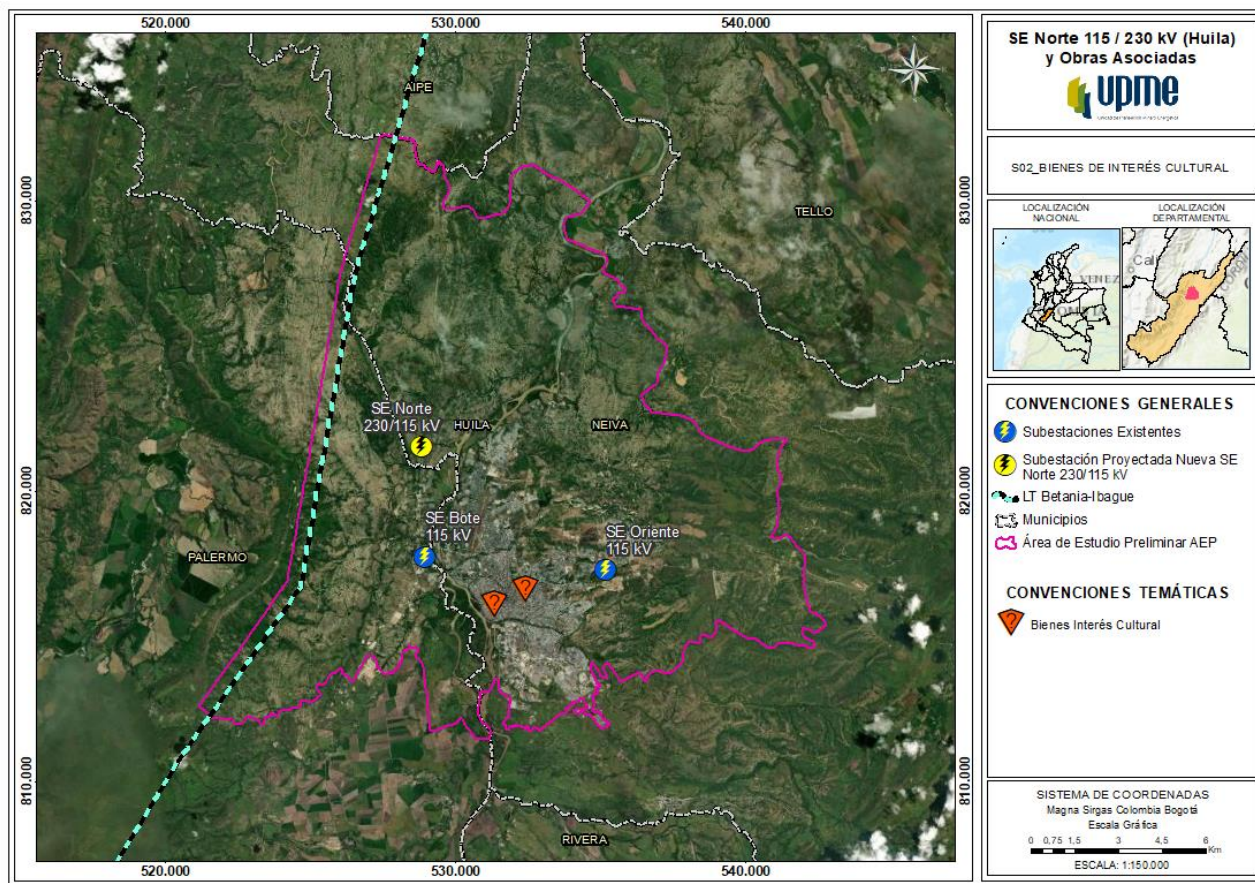 520.000
530.000
540.000
830.000
820.000
810.000
830.000
820.000
810.000
520.000
530.000
540.000
AIPE
TELLO
SE Norte
230/115 kV
HUILA
NEIVA
SE Bote
115 kV
SE Oriente
115 kV
PALERMO
RIVERA
SE Norte 115 / 230 kV (Huila)
y Obras Asociadas
upme
S02_BIENES DE INTERÉS CULTURAL
LOCALIZACIÓN
NACIONAL
LOCALIZACIÓN
DEPARTAMENTAL
VENEZ
Cali
CONVENCIONES GENERALES
Subestaciones Existentes
Subestación Proyectada Nueva SE
Norte 230/115 kV
LT Betania-Ibague
Municipios
Área de Estudio Preliminar AEP
CONVENCIONES TEMÁTICAS
Bienes Interés Cultural
SISTEMA DE COORDENADAS
Magna Sirgas Colombia Bogotá
Escala Gráfica
0 0,75 1,5 3 4,5 6
Km
ESCALA: 1:150.000